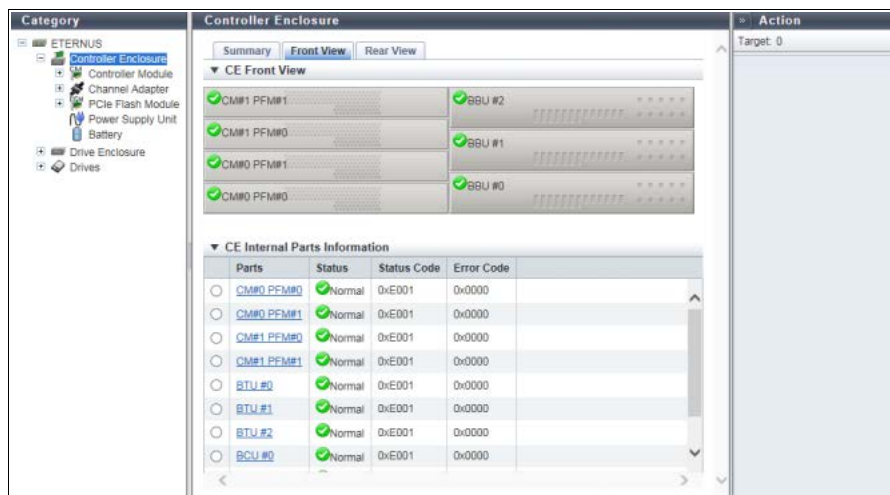 Category
ETERNUS
Controller Enclosure
Controller Module
Channel Adapter
PCIe Flash Module
Power Supply Unit
Battery
Drive Enclosure
Drives
Controller Enclosure
Summary Front View Rear View
▼ CE Front View
CM#1 PFM#1
CM#1 PFM#0
CM#0 PFM#1
CM#0 PFM#0
BBU #2
BBU #1
BBU #0
▼ CE Internal Parts Information
Parts Status Status Code Error Code
CM#0 PFM#0 Normal 0xE001 0x0000
CM#0 PFM#1 Normal 0xE001 0x0000
CM#1 PFM#0 Normal 0xE001 0x0000
CM#1 PFM#1 Normal 0xE001 0x0000
BTU #0 Normal 0xE001 0x0000
BTU #1 Normal 0xE001 0x0000
BTU #2 Normal 0xE001 0x0000
BCU #0 Normal 0xE001 0x0000
» Action
Target: 0